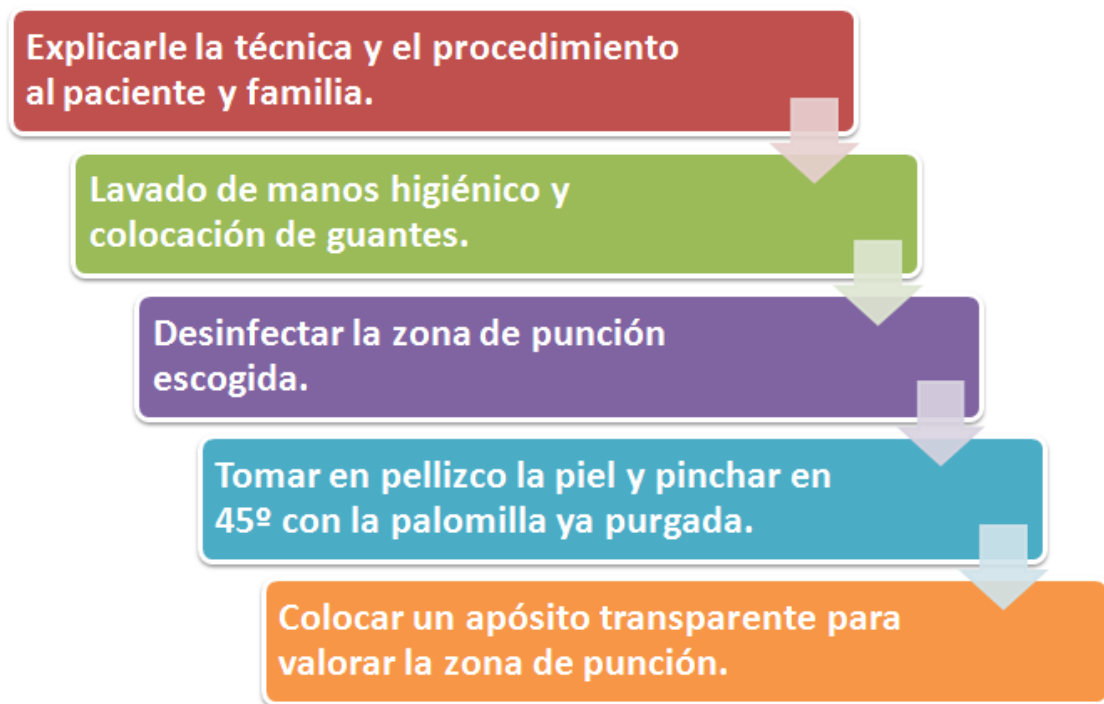 Explicarle la técnica y el procedimiento
al paciente y familia.
Lavado de manos higiénico y
colocación de guantes.
Desinfectar la zona de punción
escogida.
Tomar en pellizco la piel y pinchar en
45º con la palomilla ya purgada.
Colocar un apósito transparente para
valorar la zona de punción.